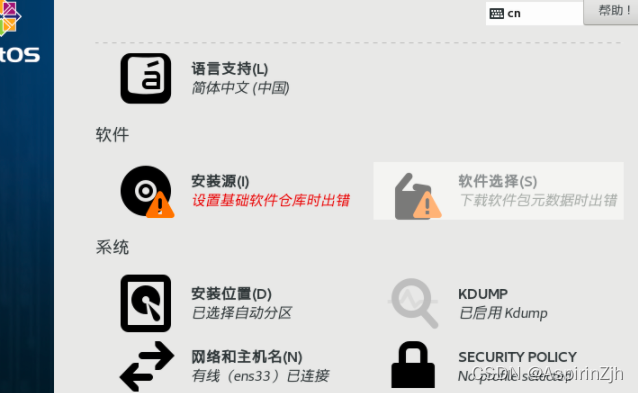 cn
帮助！
tOS
语言支持(L)
简体中文 (中国)
软件
安装源(I)
设置基础软件仓库时出错
软件选择(S)
下载软件包元数据时出错
系统
安装位置(D)
已选择自动分区
KDUMP
已启用 Kdump
网络和主机名(N)
有线（ens33）已连接
SECURITY POLICY
No profile selected
CSDN @AspirinZjh